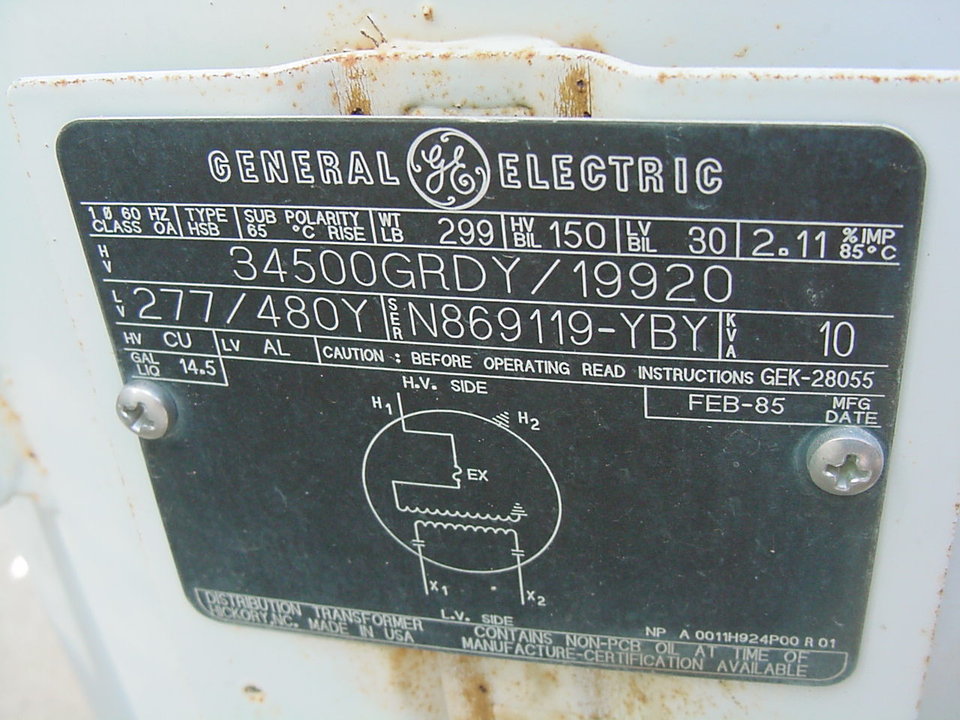 GENERAL GE ELECTRIC
1 Ø 60 HZ TYPE SUB POLARITY WT 299 HV 150 LV 30 2.11 %IMP
CLASS OA HSB 65 °C RISE LB BIL BIL 85°C
HV 34500GRDY/19920
LV 277/480Y SER N869119-YBY KVA 10
HV CU LV AL CAUTION : BEFORE OPERATING READ INSTRUCTIONS GEK-28055
GAL LIQ 14.5
FEB-85 MFG DATE
H.V. SIDE
H1 H2
EX
X1 X2
L.V. SIDE
NP A 0011H924P00 R 01
DISTRIBUTION TRANSFORMER
HICKORY,NC. MADE IN USA
CONTAINS NON-PCB OIL AT TIME OF
MANUFACTURE-CERTIFICATION AVAILABLE